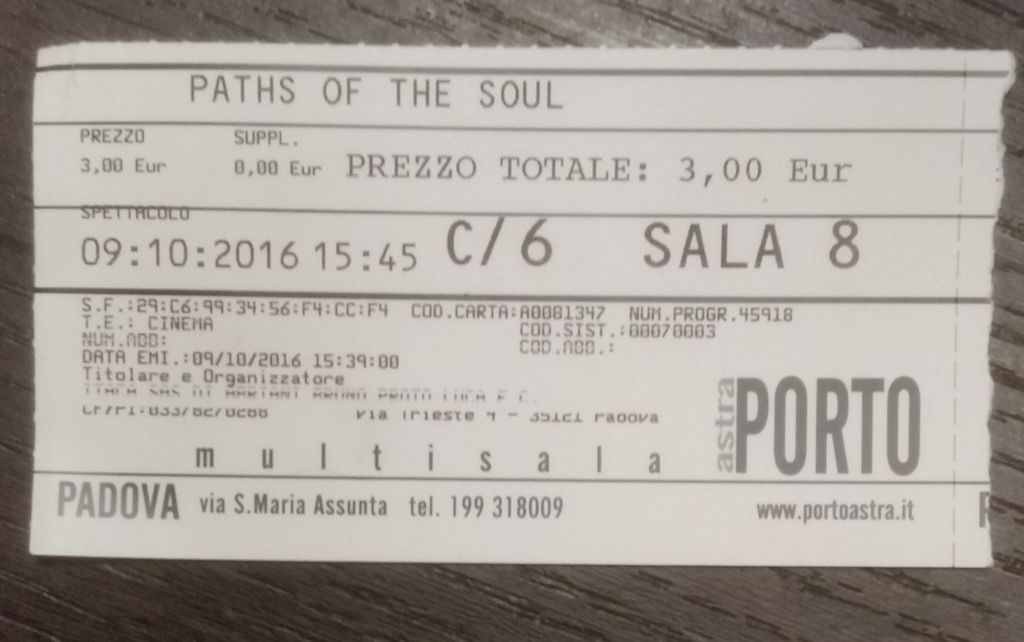 PATHS OF THE SOUL
PREZZO SUPPL.
3,00 Eur 0,00 Eur PREZZO TOTALE: 3,00 Eur
SPETTACOLO
09:10:2016 15:45 C/6 SALA 8
S.F.:29:C6:99:34:56:F4:CC:F4 COD.CARTA:A0081347 NUM.PROGR.45918
T.E.: CINEMA COD.SIST.:00070003
NUM.ABB: COD.ABB.:
DATA EMI.:09/10/2016 15:39:00
Titolare e Organizzatore
Via Trieste - Padova
astra PORTO
multisala
PADOVA via S.Maria Assunta tel. 199 318009 www.portoastra.it